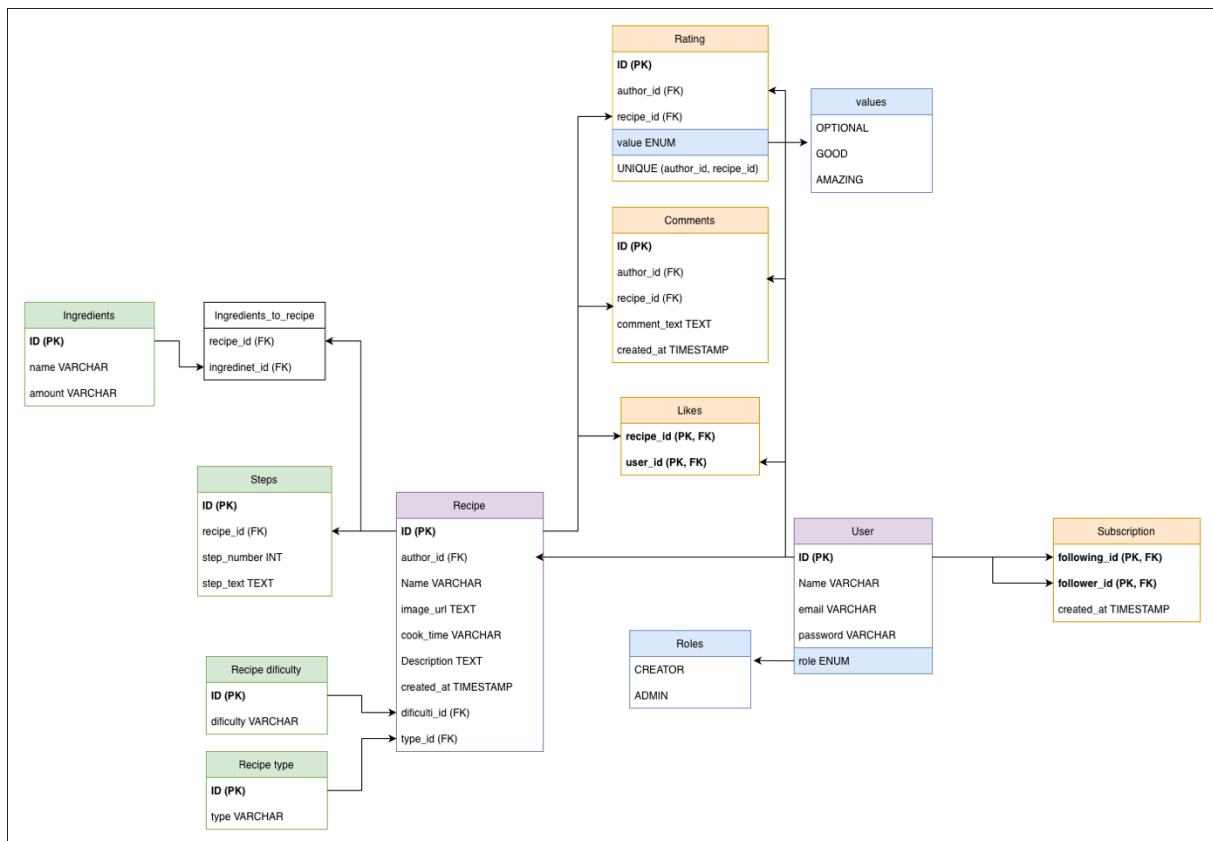 Rating
ID (PK)
author_id (FK)
recipe_id (FK)
value ENUM
UNIQUE (author_id, recipe_id)
values
OPTIONAL
GOOD
AMAZING
Comments
ID (PK)
author_id (FK)
recipe_id (FK)
comment_text TEXT
created_at TIMESTAMP
Ingredients
ID (PK)
name VARCHAR
amount VARCHAR
Ingredients_to_recipe
recipe_id (FK)
ingredinet_id (FK)
Likes
recipe_id (PK, FK)
user_id (PK, FK)
Steps
ID (PK)
recipe_id (FK)
step_number INT
step_text TEXT
Recipe
ID (PK)
author_id (FK)
Name VARCHAR
image_url TEXT
cook_time VARCHAR
Description TEXT
created_at TIMESTAMP
dificulti_id (FK)
type_id (FK)
User
ID (PK)
Name VARCHAR
email VARCHAR
password VARCHAR
role ENUM
Subscription
following_id (PK, FK)
follower_id (PK, FK)
created_at TIMESTAMP
Roles
CREATOR
ADMIN
Recipe dificulty
ID (PK)
dificulty VARCHAR
Recipe type
ID (PK)
type VARCHAR